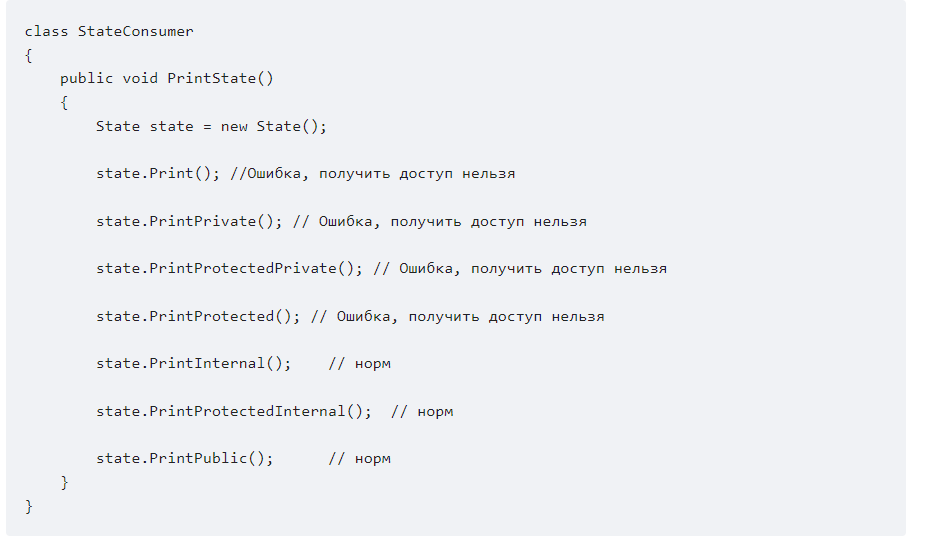 class StateConsumer
{
    public void PrintState()
    {
        State state = new State();
        state.Print(); //Ошибка, получить доступ нельзя
        state.PrintPrivate(); // Ошибка, получить доступ нельзя
        state.PrintProtectedPrivate(); // Ошибка, получить доступ нельзя
        state.PrintProtected(); // Ошибка, получить доступ нельзя
        state.PrintInternal();    // норм
        state.PrintProtectedInternal();  // норм
        state.PrintPublic();      // норм
    }
}